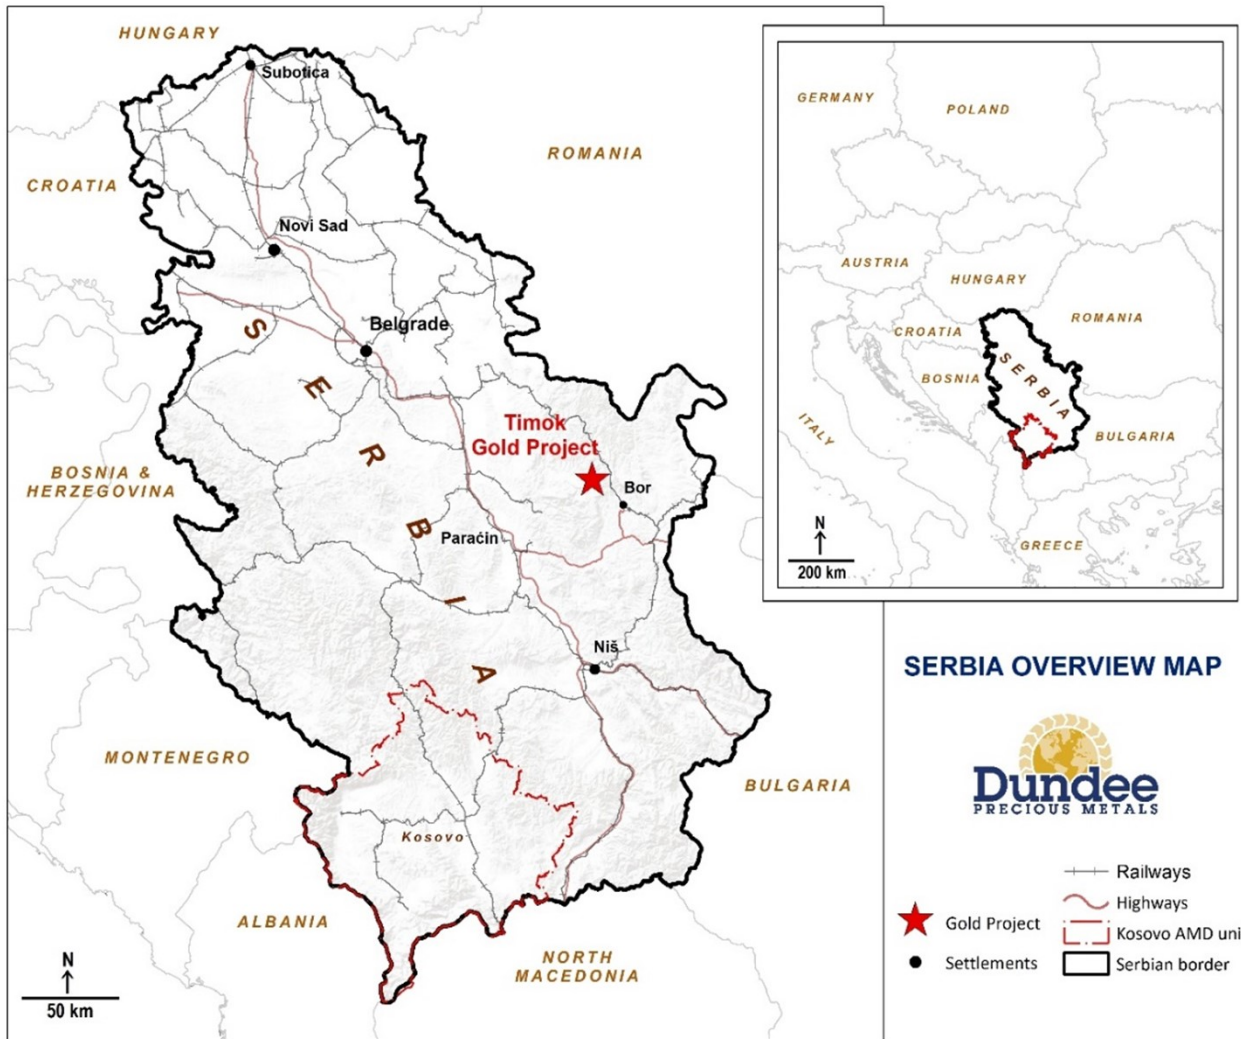 HUNGARY
Subotica
ROMANIA
CROATIA
Novi Sad
Belgrade
SERBIA
Timok
Gold Project
Bor
BOSNIA &
HERZEGOVINA
Paraćin
Niš
MONTENEGRO
BULGARIA
Kosovo
ALBANIA
NORTH
MACEDONIA
N
50 km
GERMANY
POLAND
AUSTRIA
HUNGARY
ROMANIA
CROATIA
SERBIA
BOSNIA
ITALY
BULGARIA
GREECE
N
200 km
SERBIA OVERVIEW MAP
Dundee
PRECIOUS METALS
Railways
Highways
Gold Project
Kosovo AMD uni
Settlements
Serbian border